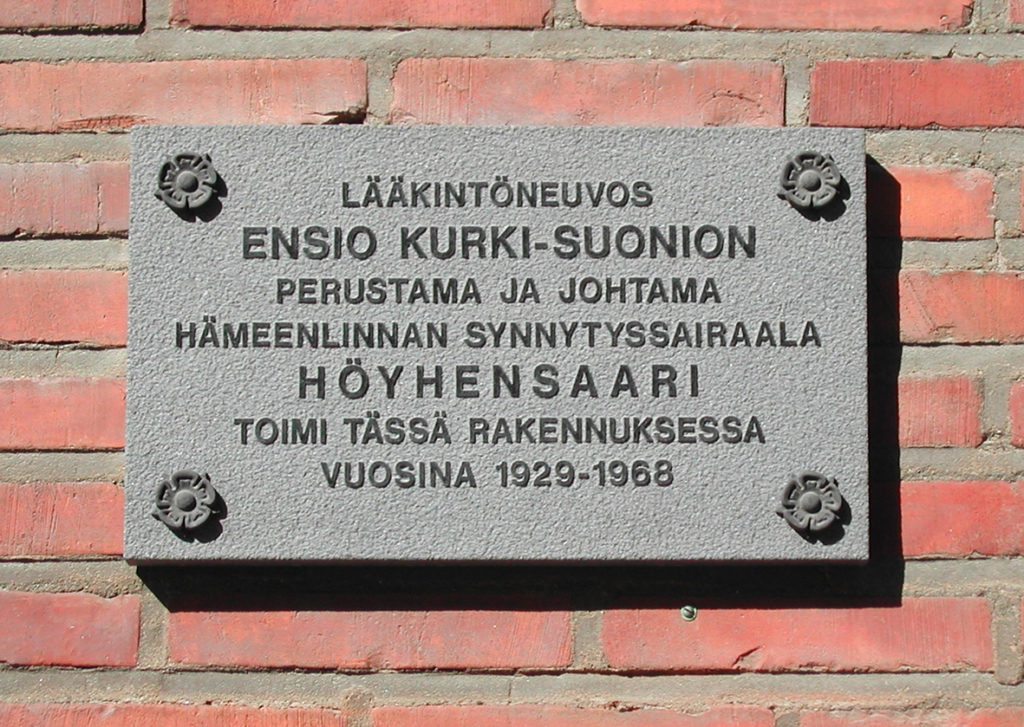 LÄÄKINTÖNEUVOS
ENSIO KURKI-SUONION
PERUSTAMA JA JOHTAMA
HÄMEENLINNAN SYNNYTYSSAIRAALA
HÖYHENSAARI
TOIMI TÄSSÄ RAKENNUKSESSA
VUOSINA 1929-1968